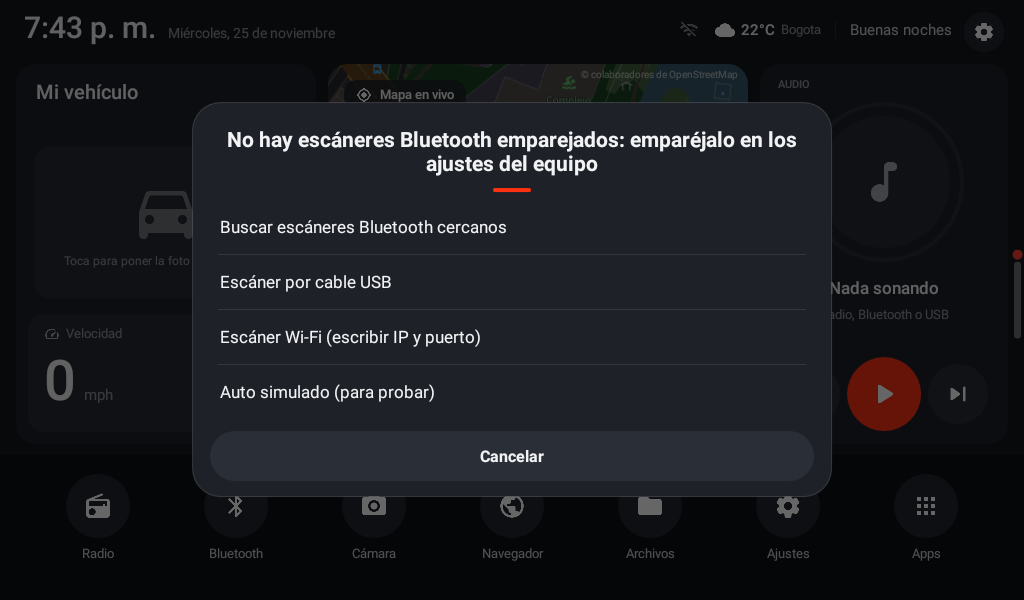 7:43 p. m.
Miércoles, 25 de noviembre
22°C
Bogota
Buenas noches
Mi vehículo
© colaboradores de OpenStreetMap
Mapa en vivo
AUDIO
No hay escáneres Bluetooth emparejados: emparéjalo en los
ajustes del equipo
Buscar escáneres Bluetooth cercanos
Escáner por cable USB
Escáner Wi-Fi (escribir IP y puerto)
Auto simulado (para probar)
Cancelar
Toca para poner la foto
Velocidad
0 mph
Nada sonando
Bluetooth o USB
Radio
Bluetooth
Cámara
Navegador
Archivos
Ajustes
Apps